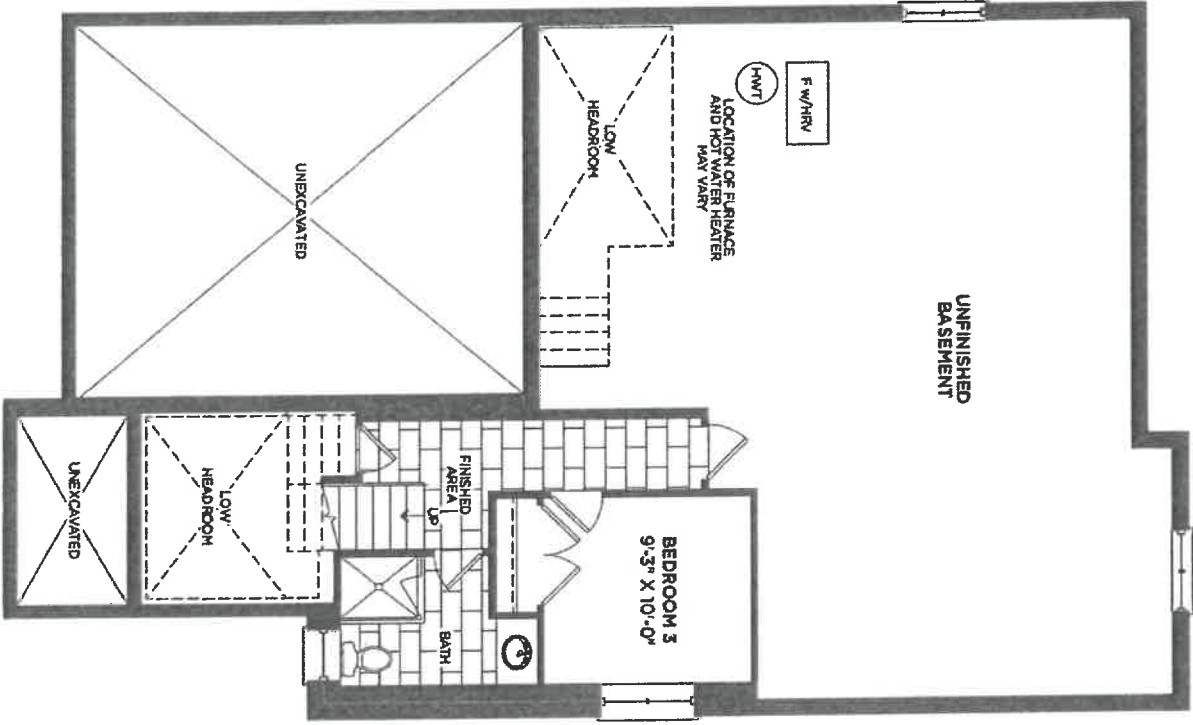 UNFINISHED
BASEMENT
F w/HRV
HWT
LOCATION OF FURNACE
AND HOT WATER HEATER
MAY VARY
LOW
HEADROOM
UNEXCAVATED
BEDROOM 3
9'-3" X 10'-0"
FINISHED
AREA
UP
BATH
LOW
HEADROOM
UNEXCAVATED